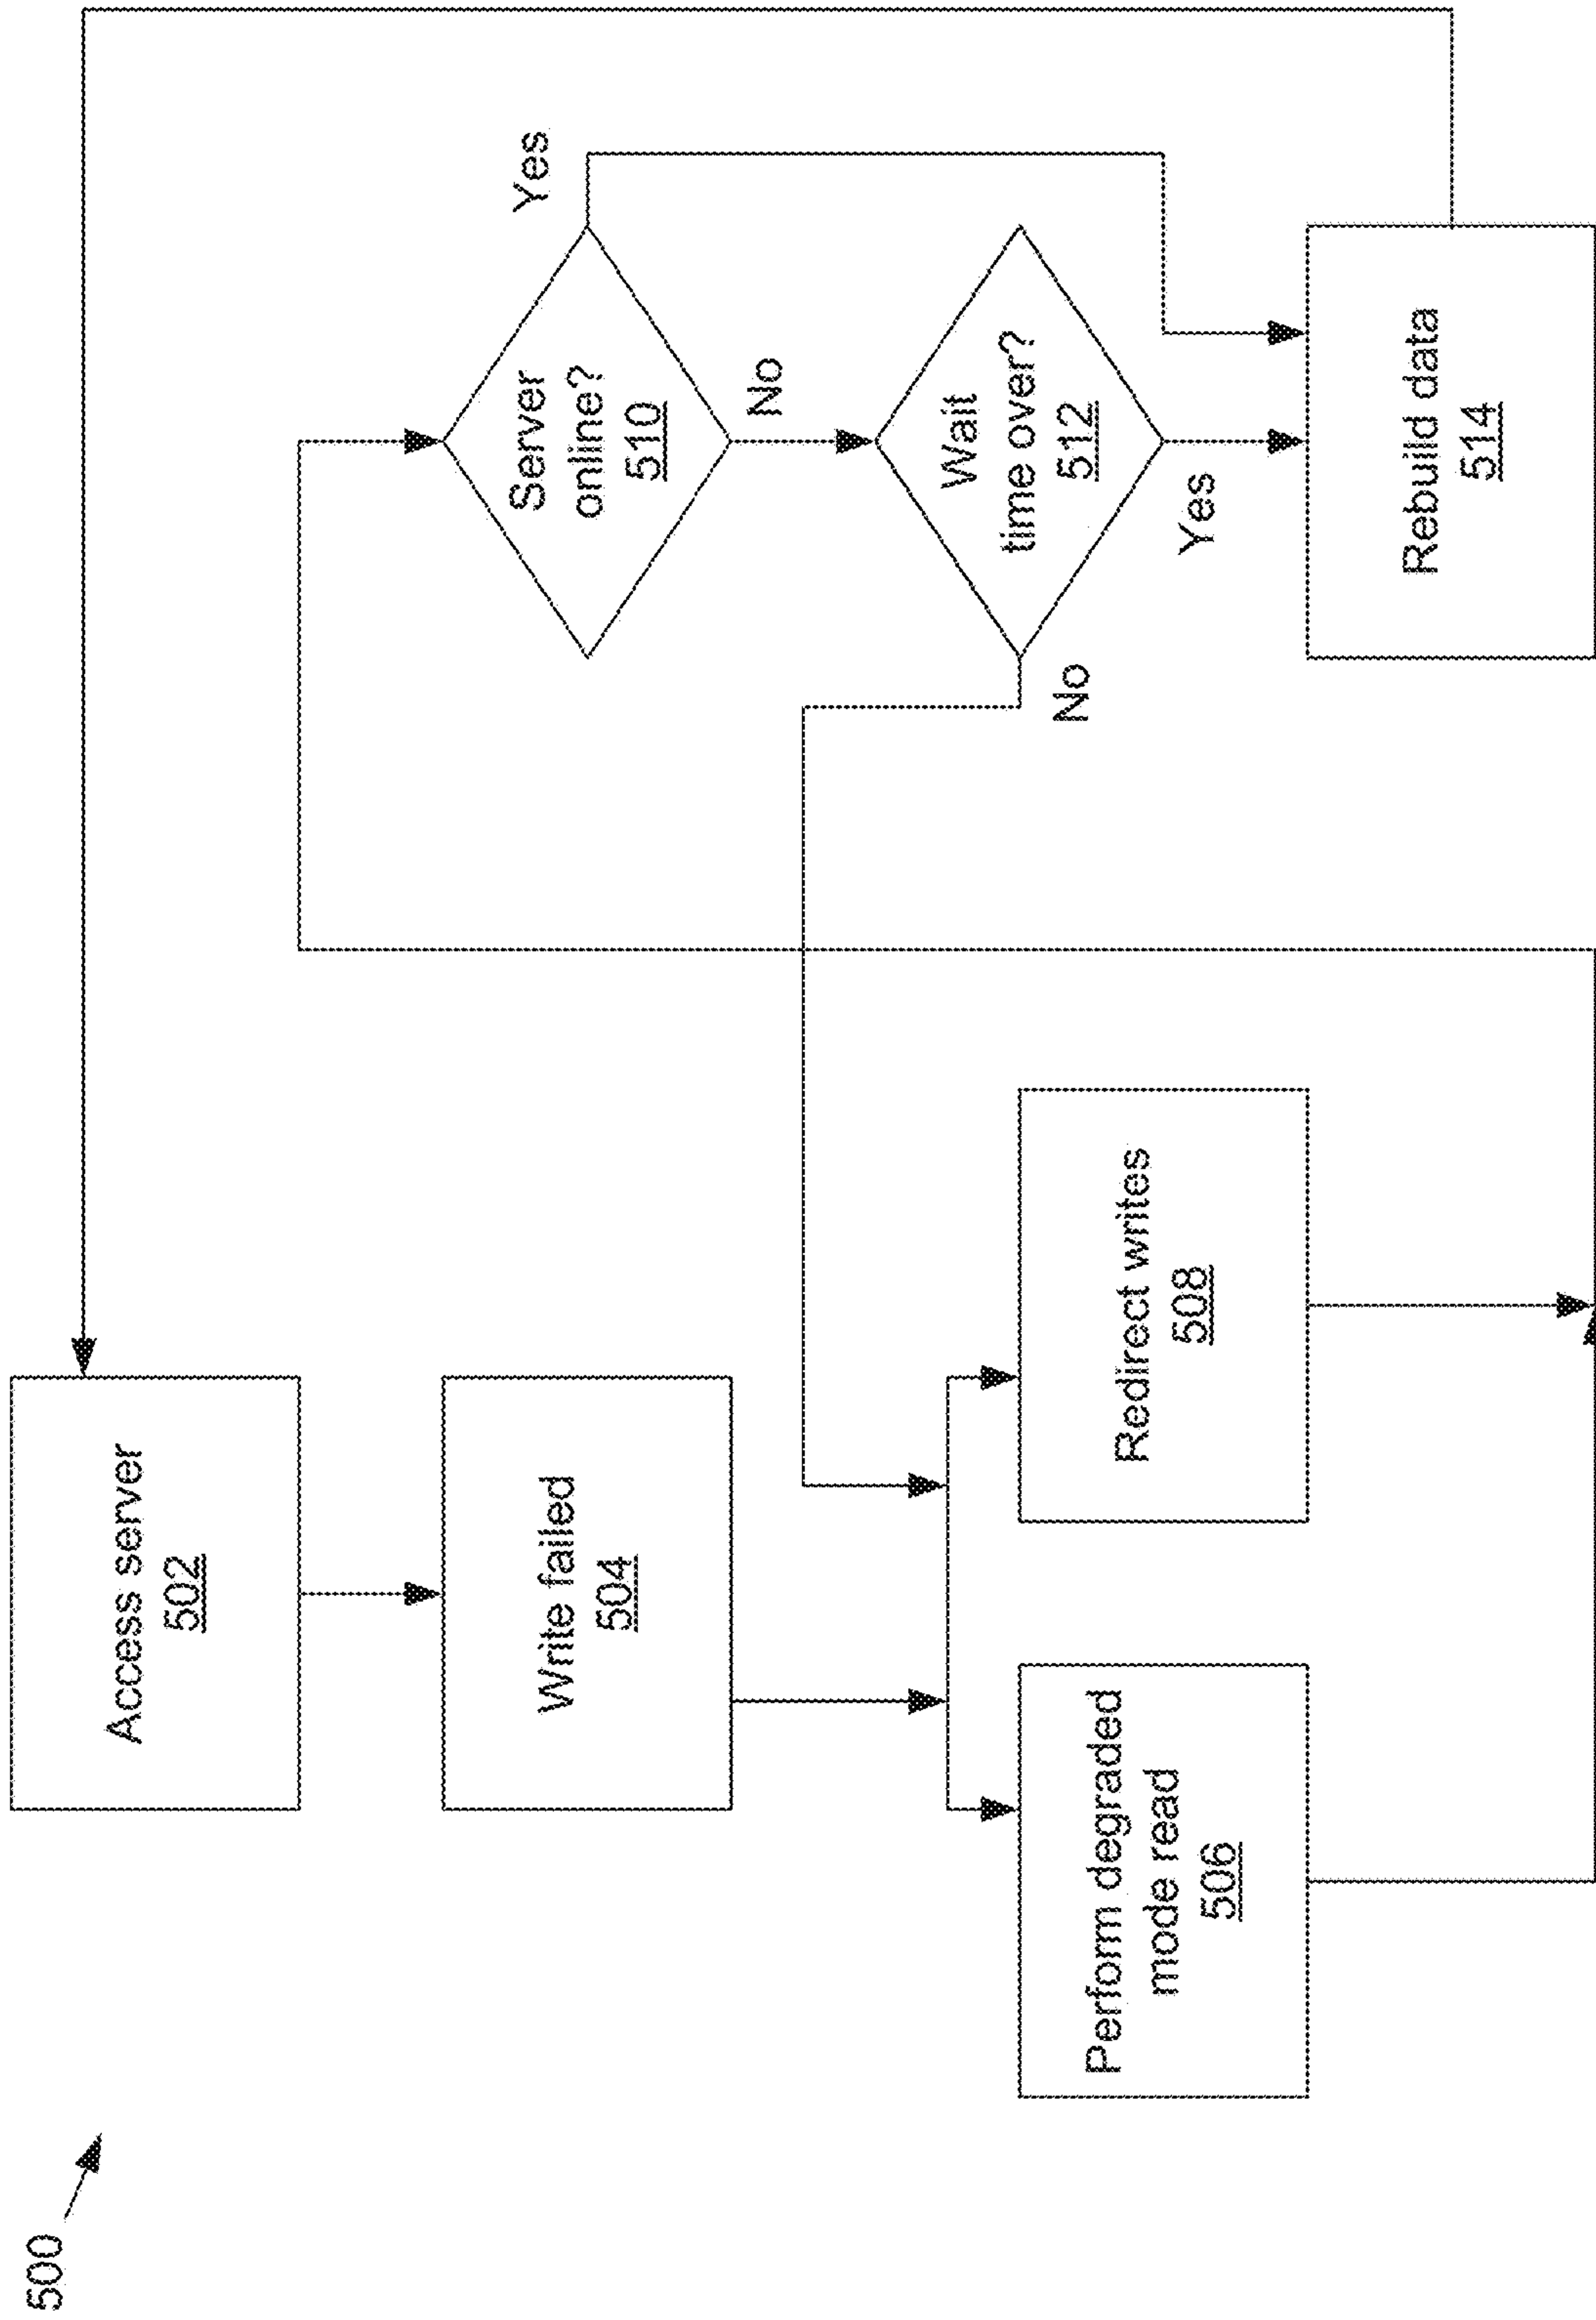 500
Access server
502
Write failed
504
Perform degraded
mode read
506
Redirect writes
508
Server
online?
510
Yes
No
Wait
time over?
512
No
Yes
Rebuild data
514